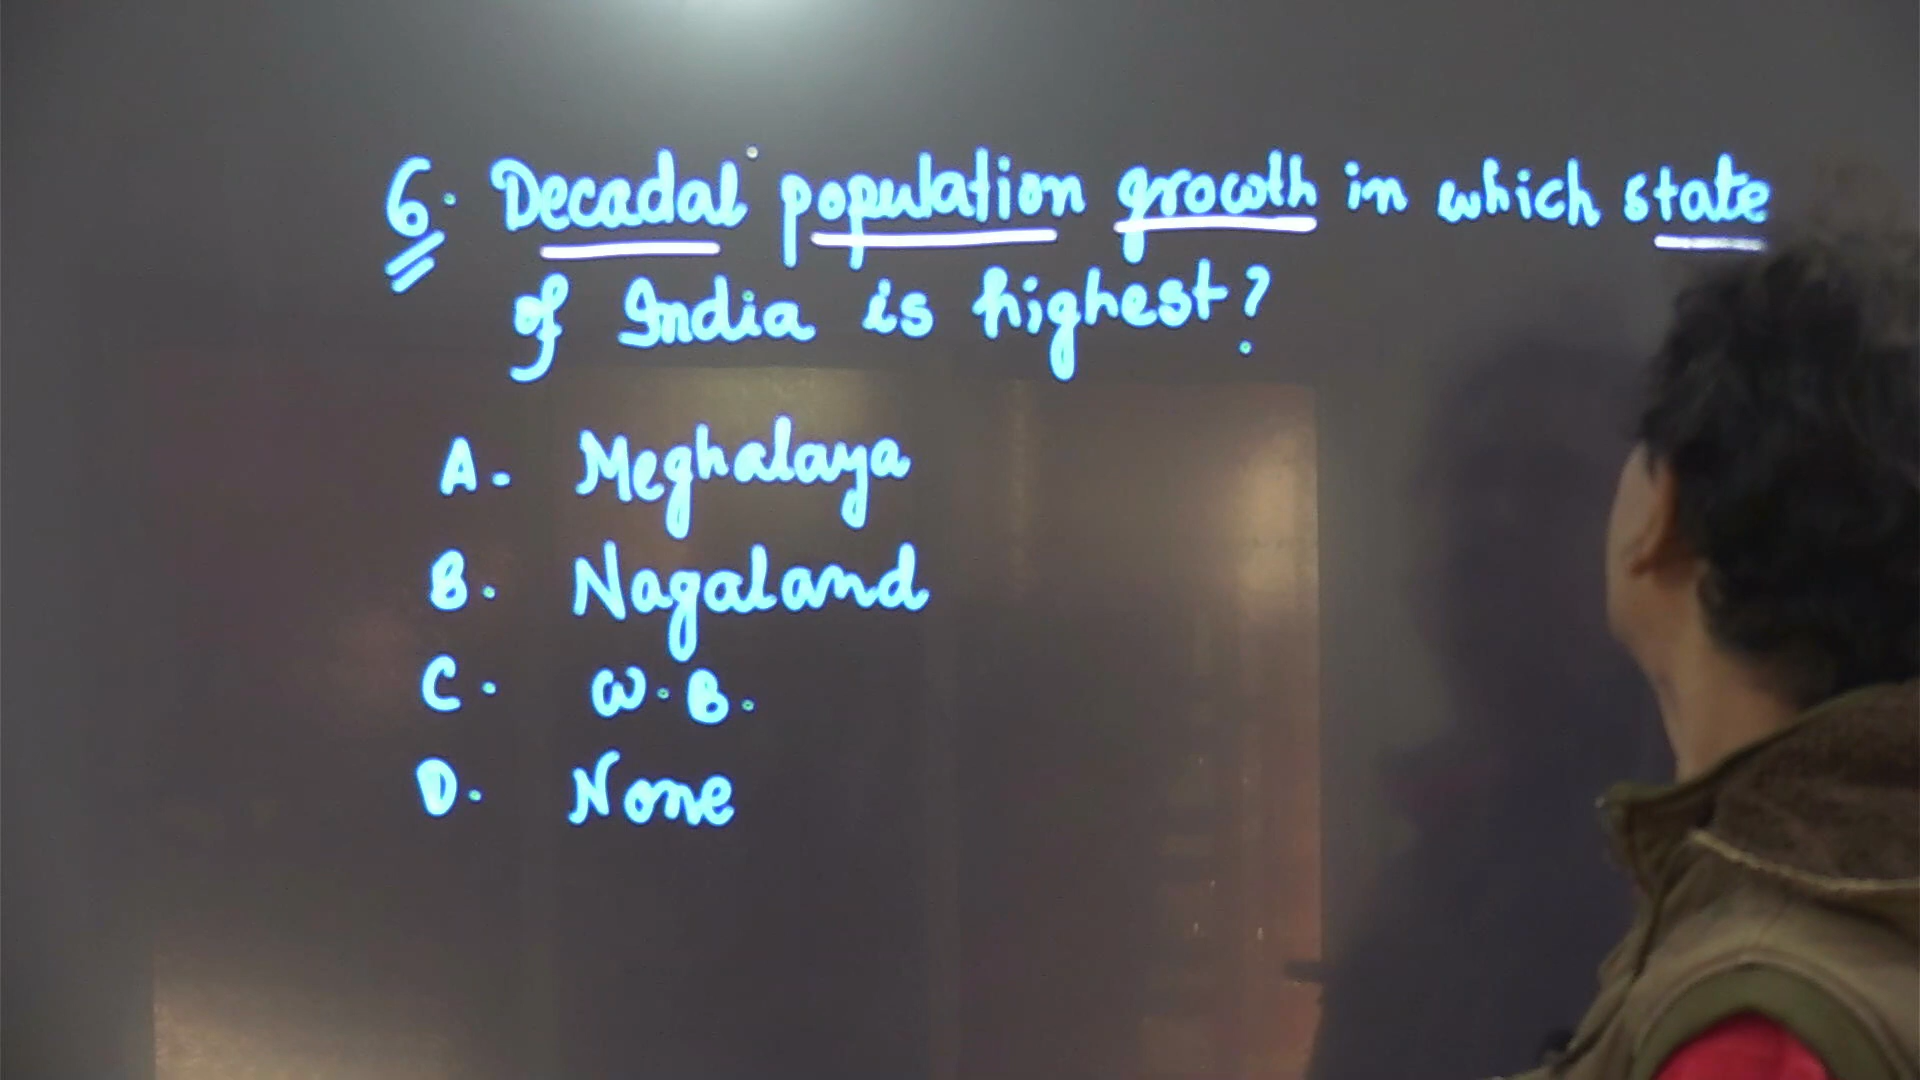 6. Decadal population growth in which state
of India is highest?
A. Meghalaya
B. Nagaland
C. W.B.
D. None